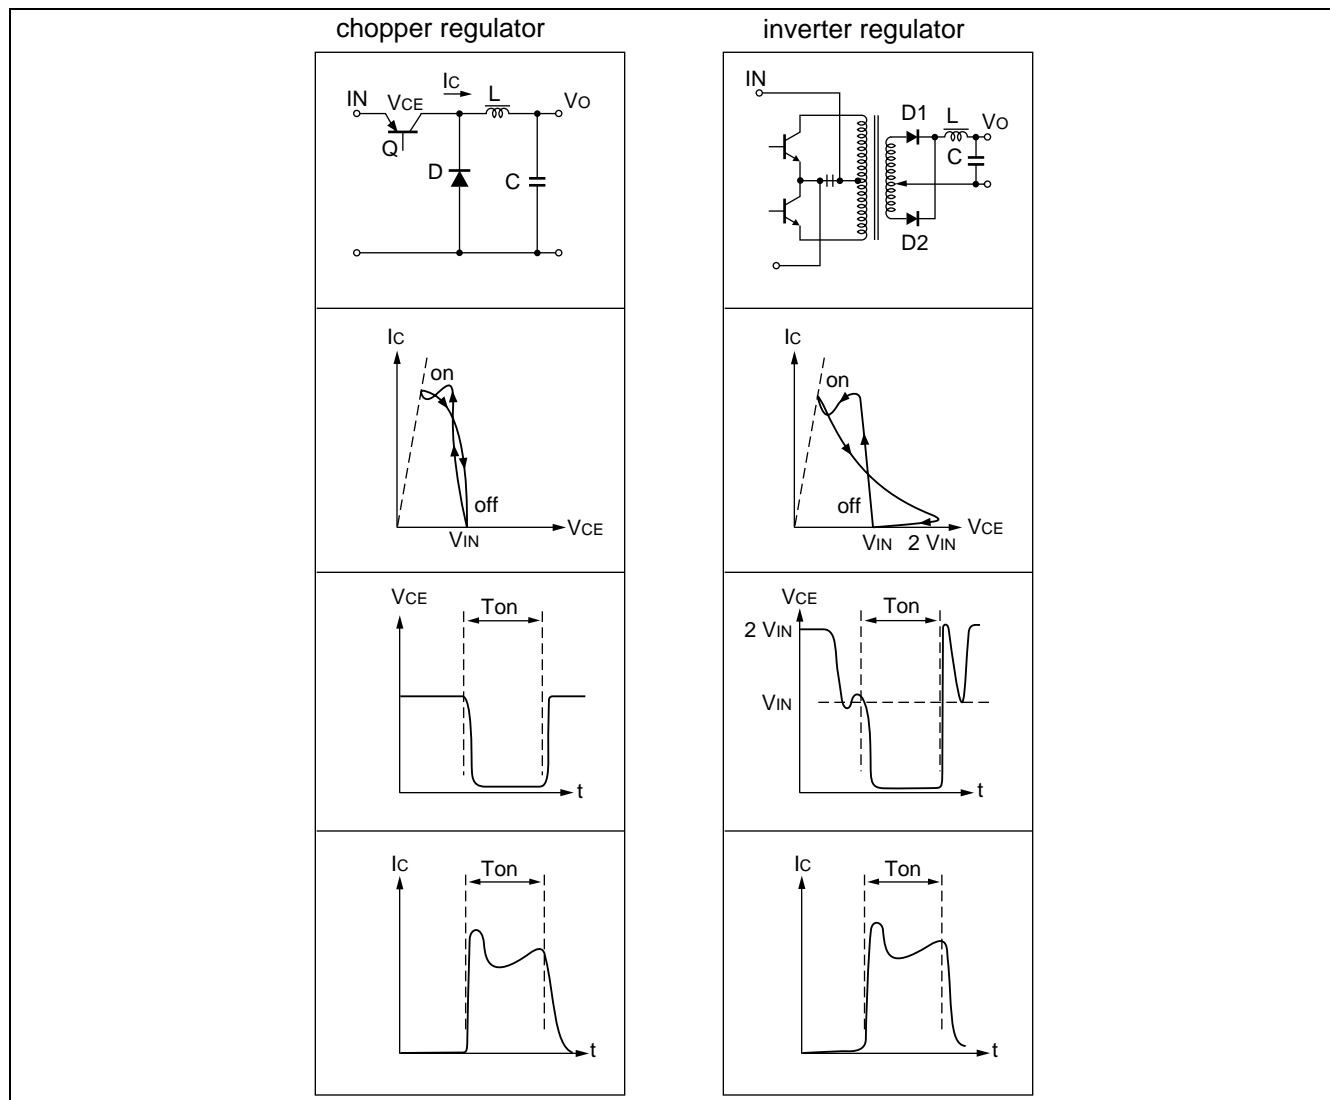 chopper regulator
IN
VCE
IC
L
VO
Q
D
C
IC
on
off
VIN
VCE
VCE
Ton
t
IC
Ton
t
inverter regulator
IN
D1
L
VO
C
D2
IC
on
off
VIN
2 VIN
VCE
VCE
2 VIN
Ton
VIN
t
IC
Ton
t